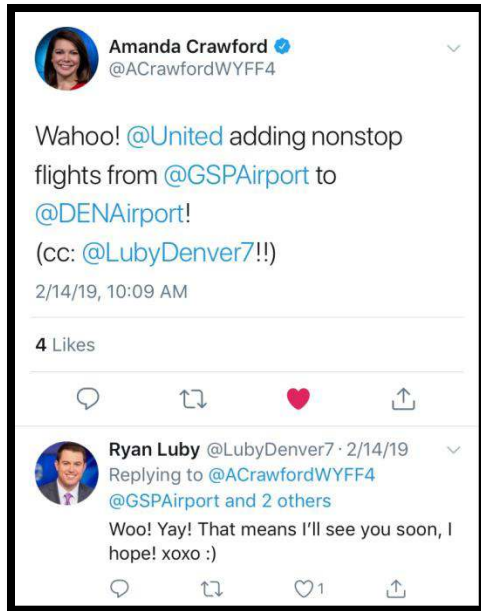 Amanda Crawford
@ACrawfordWYFF4
Wahoo! @United adding nonstop
flights from @GSPAirport to
@DENAirport!
(cc: @LubyDenver7!!)
2/14/19, 10:09 AM
4 Likes
Ryan Luby @LubyDenver7 · 2/14/19
Replying to @ACrawfordWYFF4
@GSPAirport and 2 others
Woo! Yay! That means I'll see you soon, I
hope! xoxo :)
1